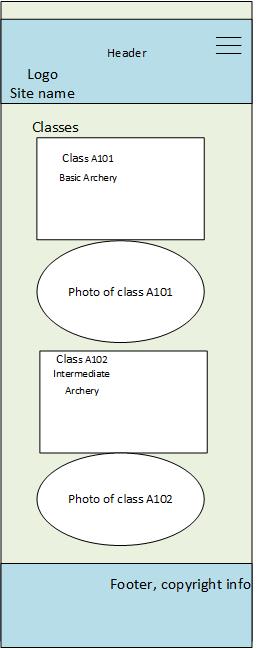 Header
Logo
Site name
Classes
Class A101
Basic Archery
Photo of class A101
Class A102
Intermediate
Archery
Photo of class A102
Footer, copyright info